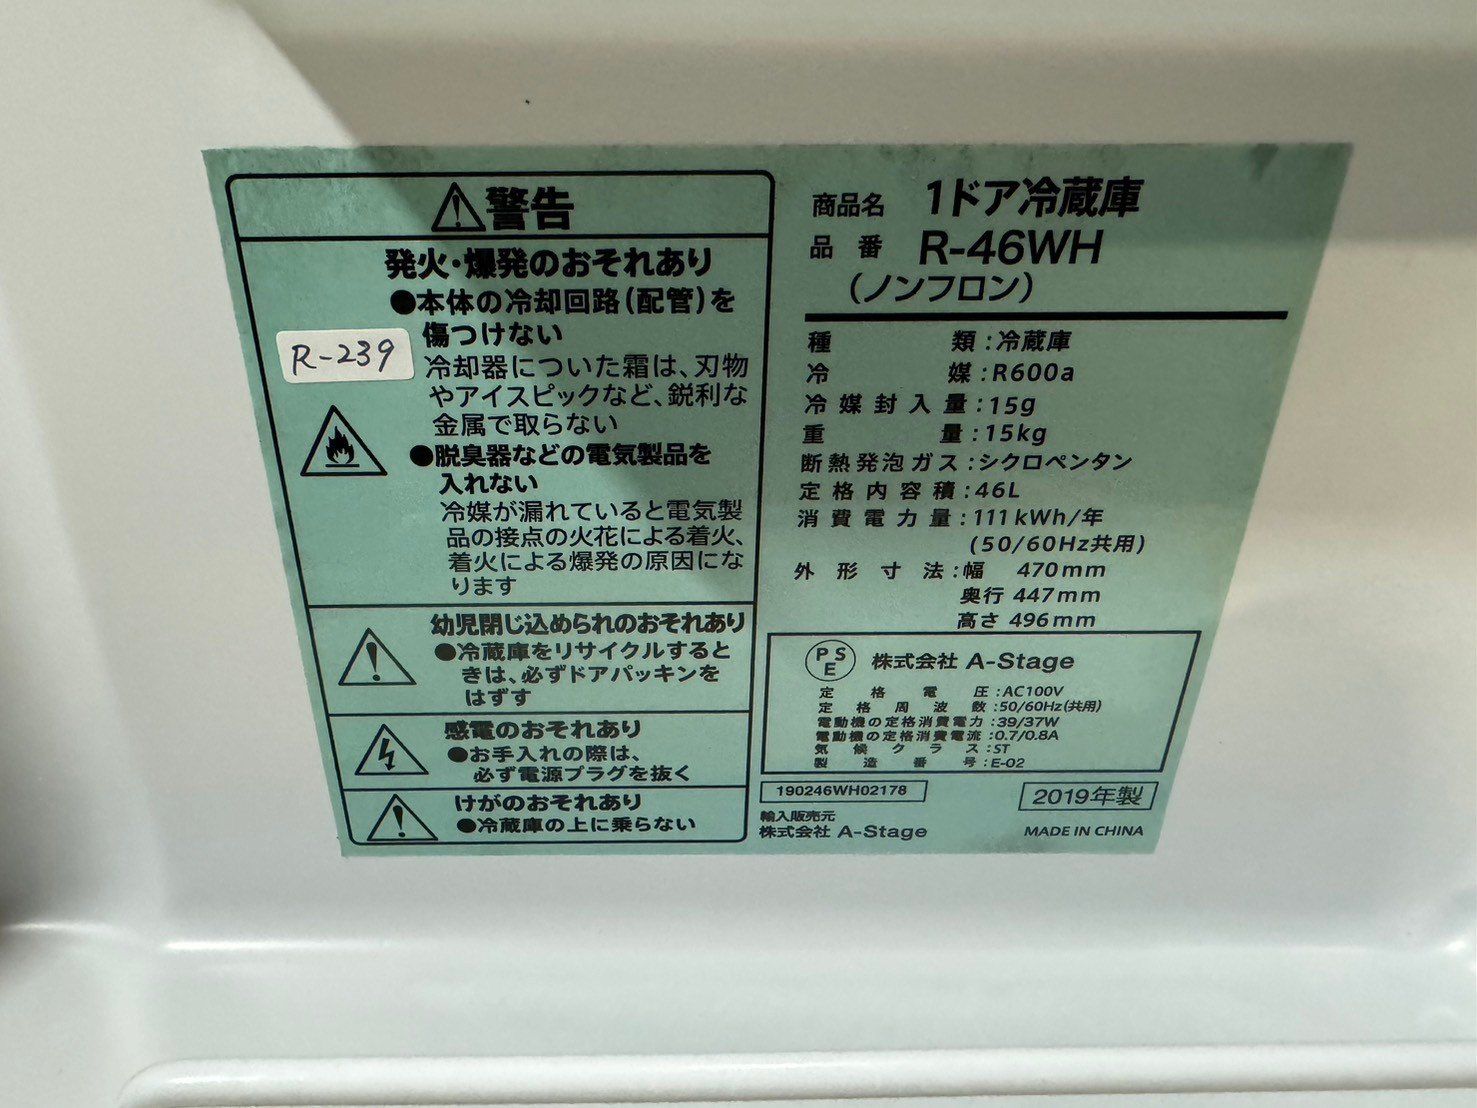 警告
発火・爆発のおそれあり
●本体の冷却回路(配管)を
傷つけない
冷却器についた霜は、刃物
やアイスピックなど、鋭利な
金属で取らない
●脱臭器などの電気製品を
入れない
冷媒が漏れていると電気製
品の接点の火花による着火、
着火による爆発の原因にな
ります
R-239
幼児閉じ込められのおそれあり
●冷蔵庫をリサイクルすると
きは、必ずドアパッキンを
はずす
感電のおそれあり
●お手入れの際は、
必ず電源プラグを抜く
けがのおそれあり
●冷蔵庫の上に乗らない
商品名 1ドア冷蔵庫
品番 R-46WH
(ノンフロン)
種類:冷蔵庫
冷媒:R600a
冷媒封入量:15g
重量:15kg
断熱発泡ガス:シクロペンタン
定格内容積:46L
消費電力量:111kWh/年
(50/60Hz共用)
外形寸法:幅 470mm
奥行 447mm
高さ 496mm
PSE 株式会社 A-Stage
定格電圧:AC100V
定格周波数:50/60Hz(共用)
電動機の定格消費電力:39/37W
電動機の定格消費電流:0.7/0.8A
気候クラス:ST
製造番号:E-02
190246WH02178
2019年製
輸入販売元
株式会社 A-Stage
MADE IN CHINA